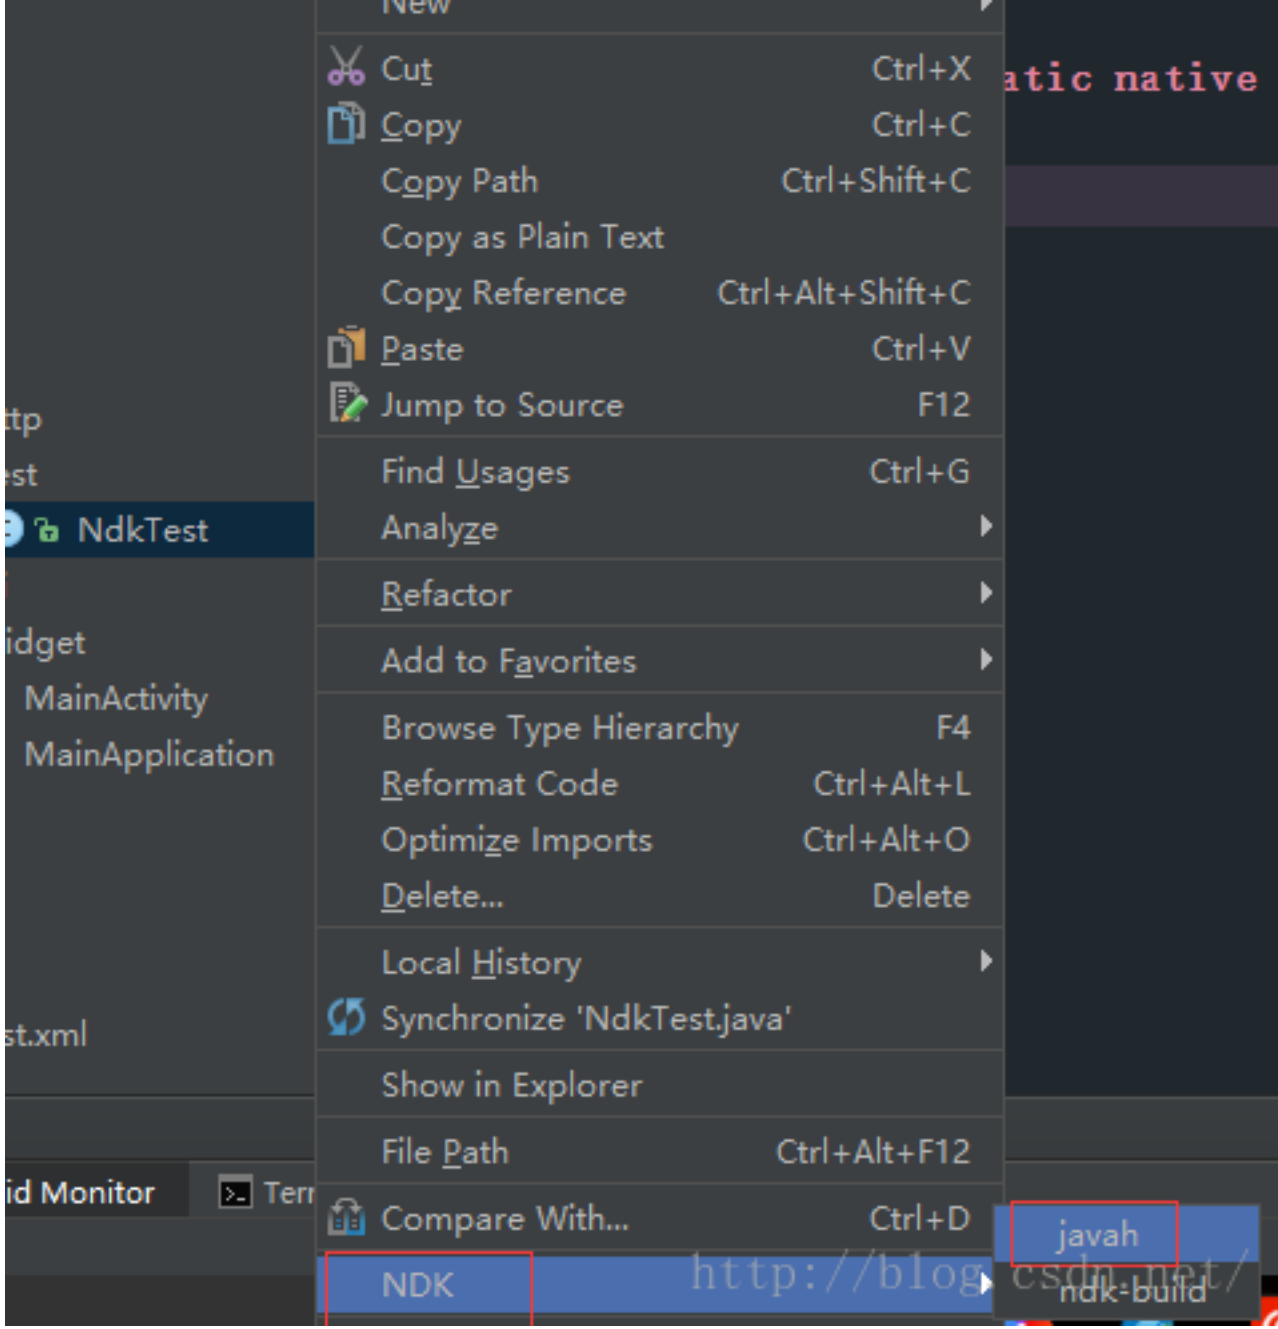 New
Cut Ctrl+X
atic native
Copy Ctrl+C
Copy Path Ctrl+Shift+C
Copy as Plain Text
Copy Reference Ctrl+Alt+Shift+C
Paste Ctrl+V
Jump to Source F12
ttp
Find Usages Ctrl+G
est
Analyze
NdkTest
Refactor
idget
Add to Favorites
MainActivity
Browse Type Hierarchy F4
MainApplication
Reformat Code Ctrl+Alt+L
Optimize Imports Ctrl+Alt+O
Delete... Delete
Local History
Synchronize 'NdkTest.java'
st.xml
Show in Explorer
File Path Ctrl+Alt+F12
id Monitor
Terr
Compare With... Ctrl+D
javah
NDK
http://blog.csdn.net/
ndk-build